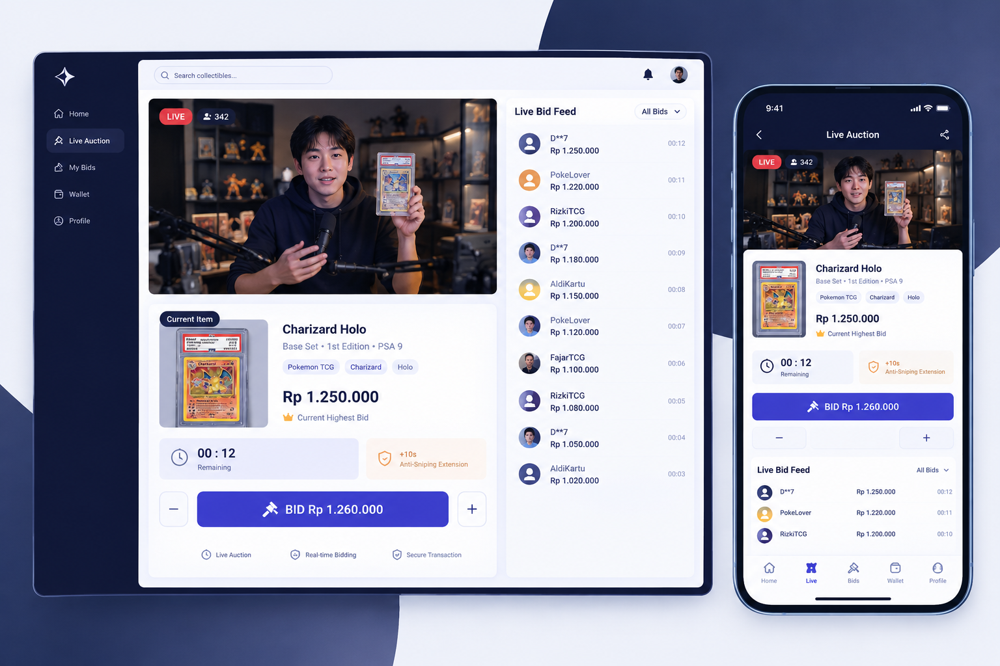 Search collectibles...
Home
Live Auction
My Bids
Wallet
Profile
LIVE
342
Current Item
Charizard
Charizard Holo
Base Set • 1st Edition • PSA 9
Pokemon TCG Charizard Holo
Rp 1.250.000
Current Highest Bid
00 : 12
Remaining
+10s
Anti-Sniping Extension
− BID Rp 1.260.000 +
Live Auction Real-time Bidding Secure Transaction
Live Bid Feed All Bids
D**7
Rp 1.250.000 00:12
PokeLover
Rp 1.220.000 00:11
RizkiTCG
Rp 1.200.000 00:10
D**7
Rp 1.180.000 00:09
AldiKartu
Rp 1.150.000 00:08
PokeLover
Rp 1.120.000 00:07
FajarTCG
Rp 1.100.000 00:06
RizkiTCG
Rp 1.080.000 00:05
D**7
Rp 1.050.000 00:04
AldiKartu
Rp 1.020.000 00:03
9:41
Live Auction
LIVE 342
Charizard Holo
Base Set • 1st Edition • PSA 9
Pokemon TCG Charizard Holo
Rp 1.250.000
Current Highest Bid
00 : 12
Remaining
+10s
Anti-Sniping Extension
BID Rp 1.260.000
− +
Live Bid Feed All Bids
D**7 Rp 1.250.000 00:12
PokeLover Rp 1.220.000 00:11
RizkiTCG Rp 1.200.000 00:10
Home Live Bids Wallet Profile